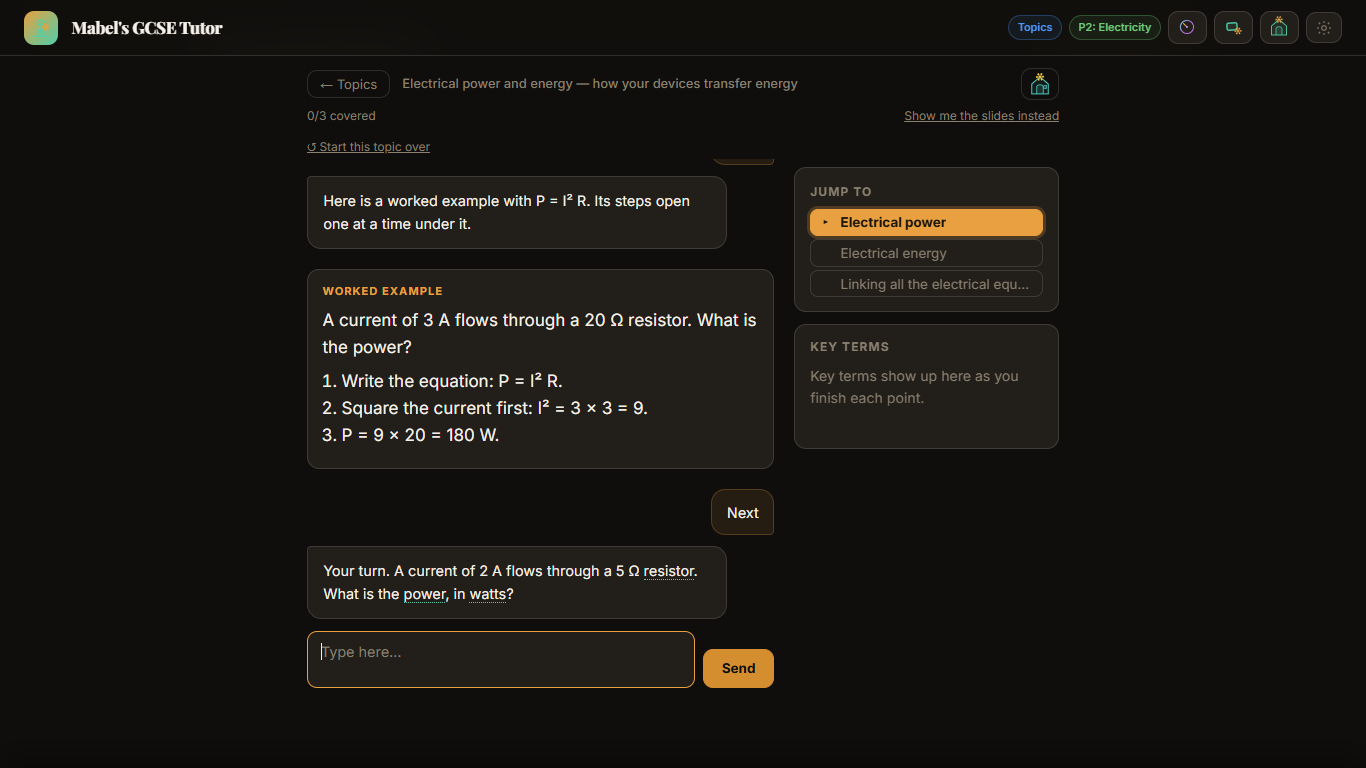 Mabel's GCSE Tutor
Topics
P2: Electricity
← Topics
Electrical power and energy — how your devices transfer energy
0/3 covered
Show me the slides instead
↺ Start this topic over
Here is a worked example with P = I² R. Its steps open
one at a time under it.
WORKED EXAMPLE
A current of 3 A flows through a 20 Ω resistor. What is
the power?
1. Write the equation: P = I² R.
2. Square the current first: I² = 3 × 3 = 9.
3. P = 9 × 20 = 180 W.
Next
Your turn. A current of 2 A flows through a 5 Ω resistor.
What is the power, in watts?
Type here...
Send
JUMP TO
‣ Electrical power
Electrical energy
Linking all the electrical equ...
KEY TERMS
Key terms show up here as you
finish each point.